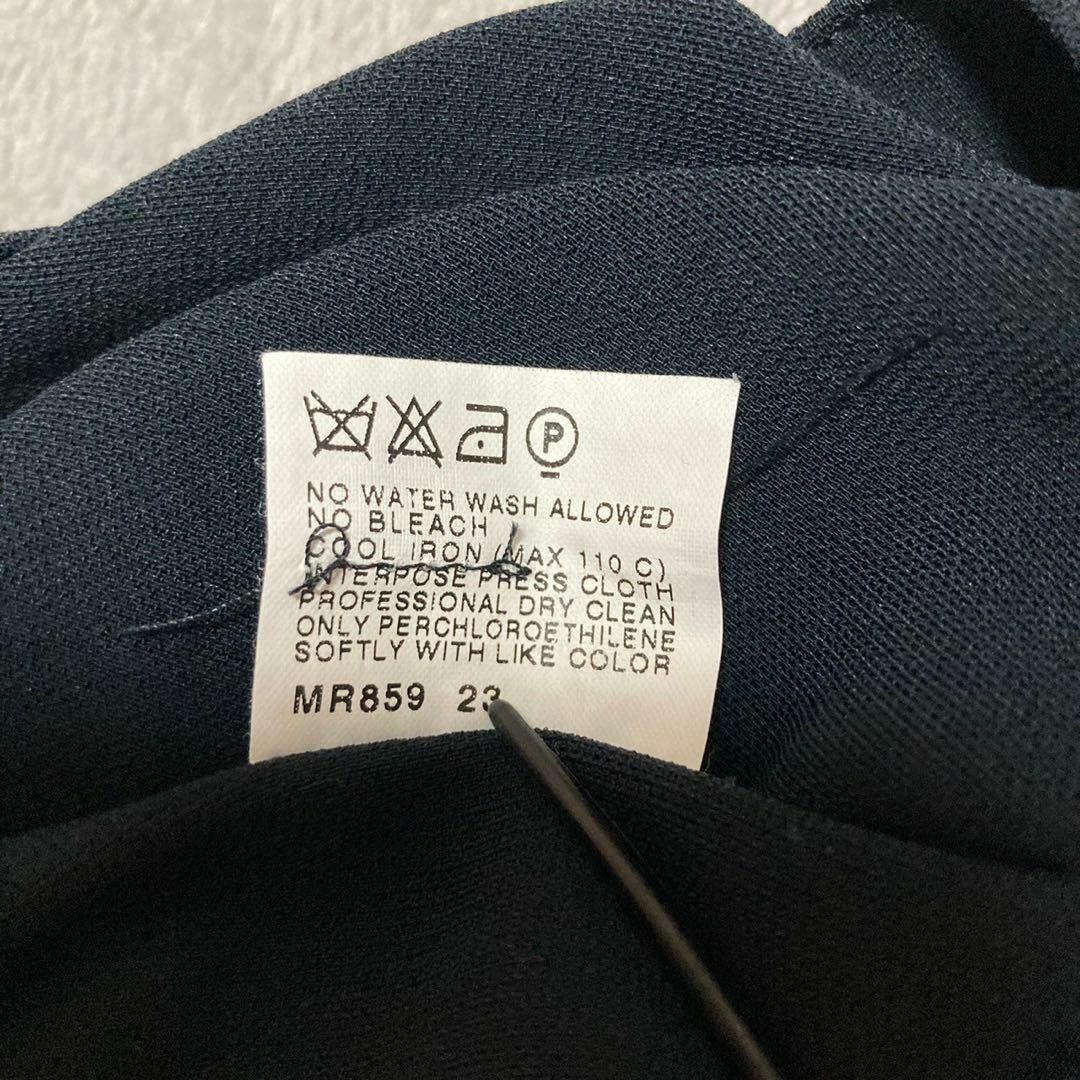 P
NO WATER WASH ALLOWED
NO BLEACH
COOL IRON (MAX 110 C)
INTERPOSE PRESS CLOTH
PROFESSIONAL DRY CLEAN
ONLY PERCHLOROETHILENE
SOFTLY WITH LIKE COLOR
MR859 23